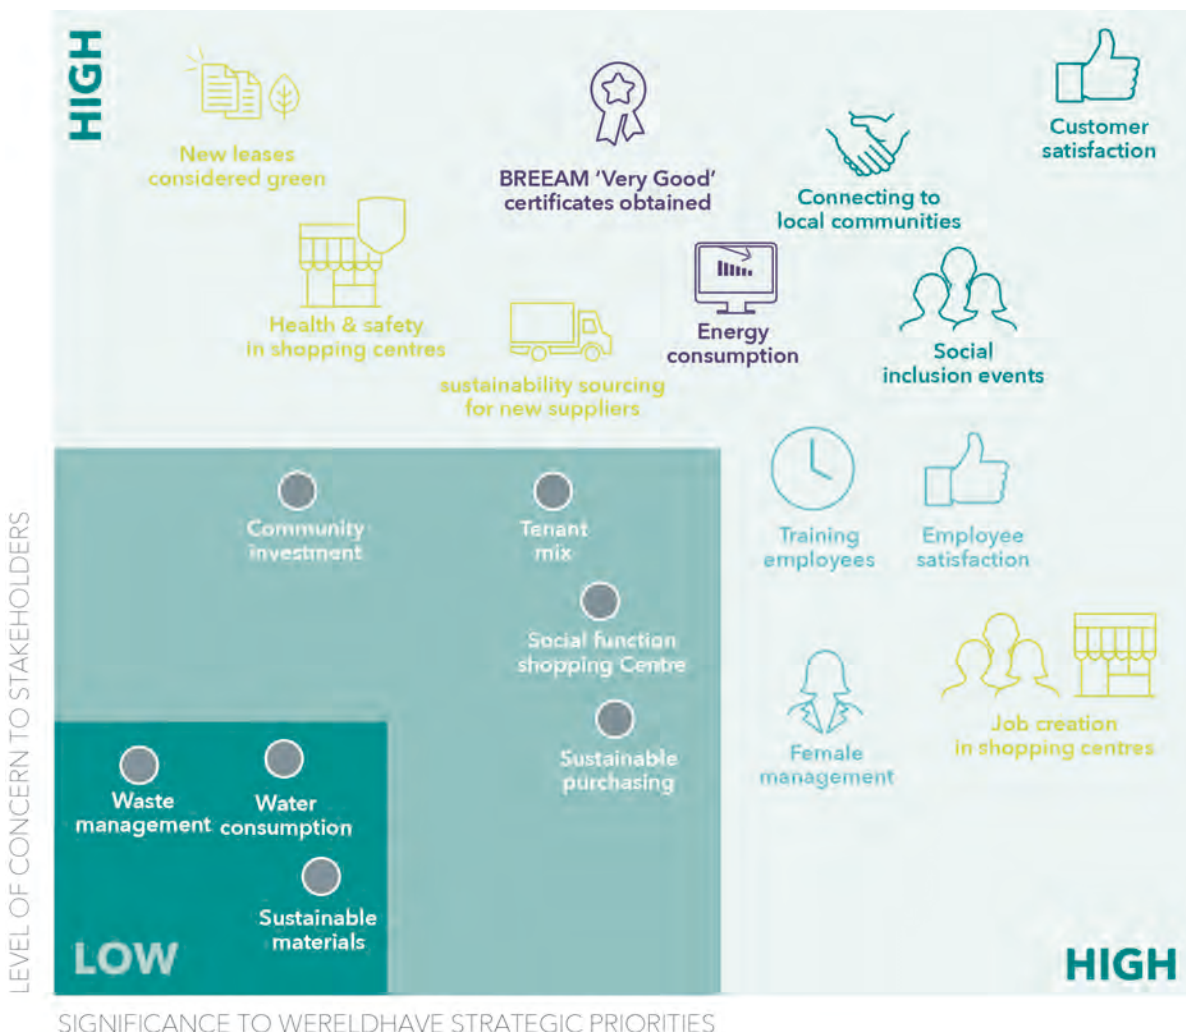 HIGH
New leases
considered green
BREEAM 'Very Good'
certificates obtained
Connecting to
local communities
Customer
satisfaction
Health & safety
in shopping centres
sustainability sourcing
for new suppliers
Energy
consumption
Social
inclusion events
Community
investment
Tenant
mix
Training
employees
Employee
satisfaction
Social function
shopping Centre
Sustainable
purchasing
Female
management
Job creation
in shopping centres
Waste
management
Water
consumption
Sustainable
materials
LOW
HIGH
LEVEL OF CONCERN TO STAKEHOLDERS
SIGNIFICANCE TO WERELDHAVE STRATEGIC PRIORITIES